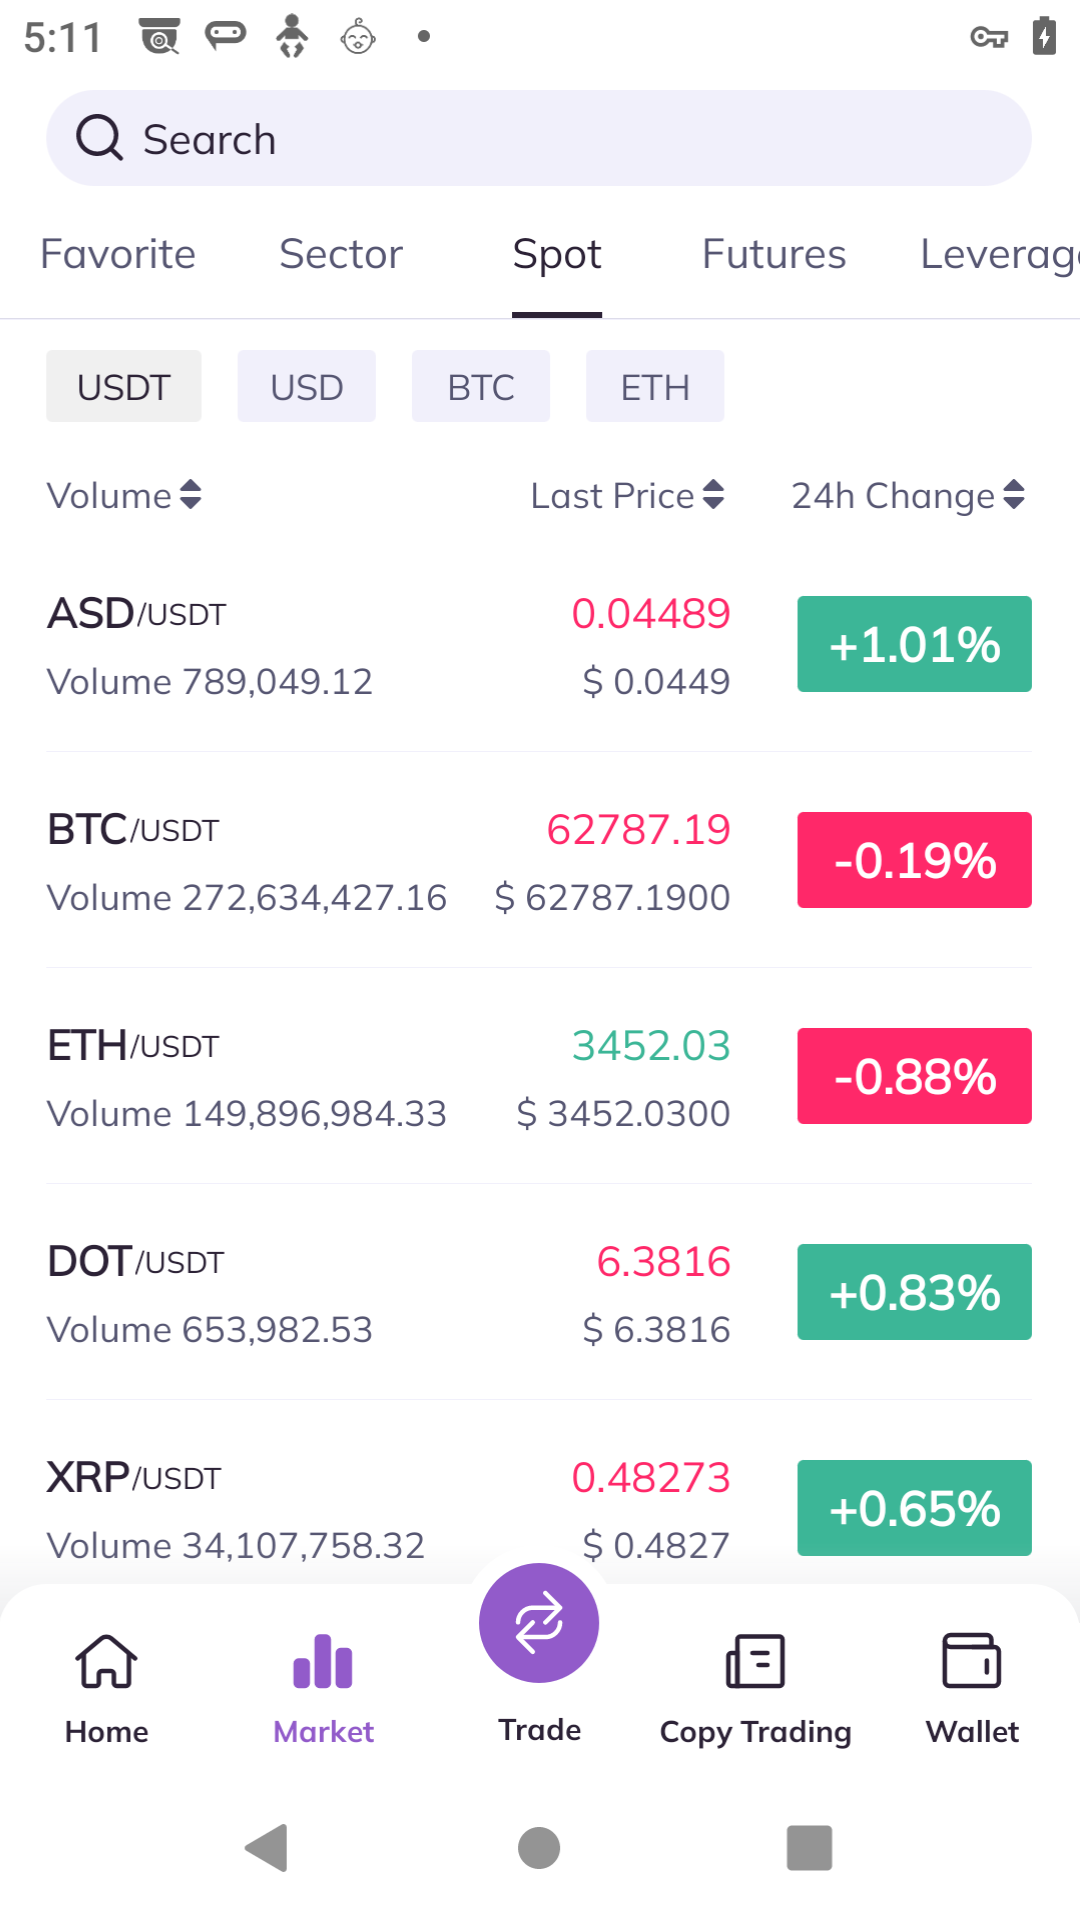 5:11
Search
Favorite Sector Spot Futures Leverag
USDT USD BTC ETH
Volume Last Price 24h Change
ASD/USDT 0.04489 +1.01%
Volume 789,049.12 $ 0.0449
BTC/USDT 62787.19 -0.19%
Volume 272,634,427.16 $ 62787.1900
ETH/USDT 3452.03 -0.88%
Volume 149,896,984.33 $ 3452.0300
DOT/USDT 6.3816 +0.83%
Volume 653,982.53 $ 6.3816
XRP/USDT 0.48273 +0.65%
Volume 34,107,758.32 $ 0.4827
Home Market Trade Copy Trading Wallet